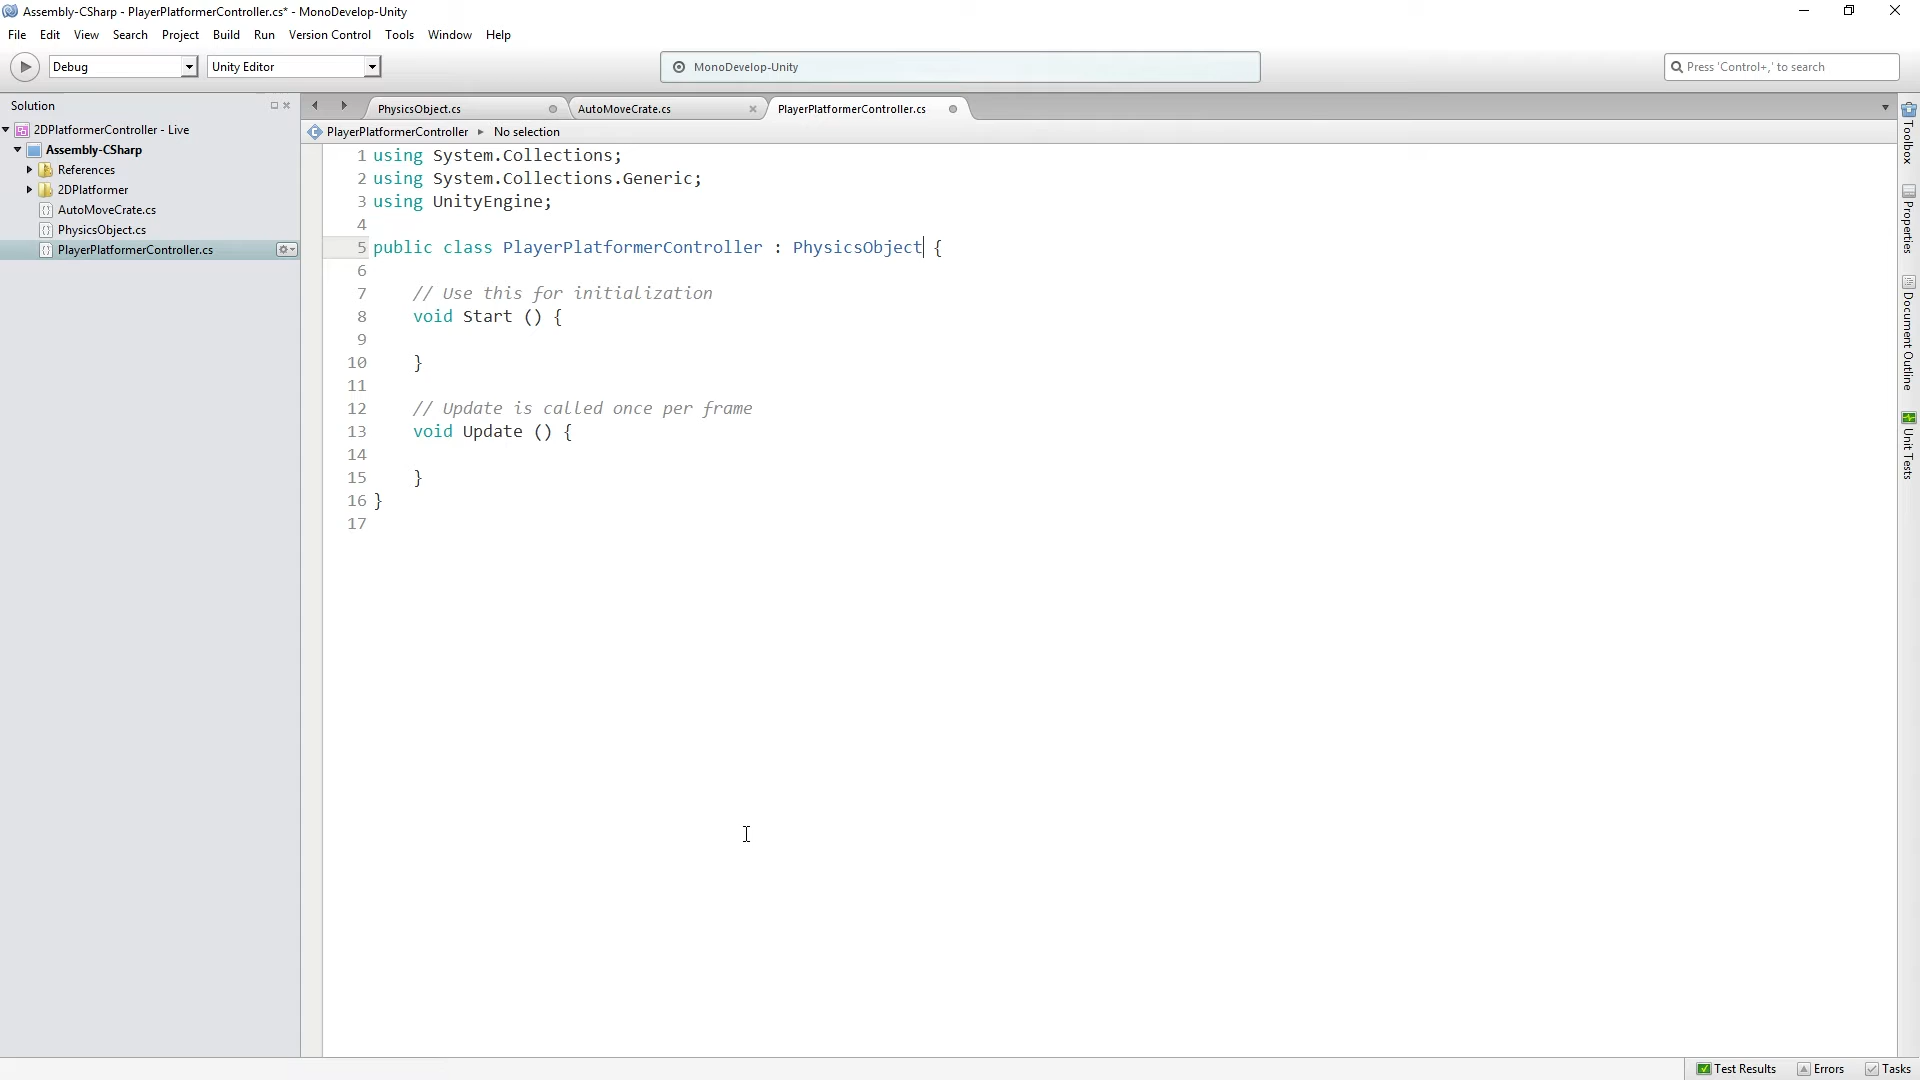 Assembly-CSharp - PlayerPlatformerController.cs* - MonoDevelop-Unity
File Edit View Search Project Build Run Version Control Tools Window Help
Debug Unity Editor MonoDevelop-Unity Press 'Control+,' to search
Solution
2DPlatformerController - Live
Assembly-CSharp
References
2DPlatformer
AutoMoveCrate.cs
PhysicsObject.cs
PlayerPlatformerController.cs
PhysicsObject.cs AutoMoveCrate.cs PlayerPlatformerController.cs
PlayerPlatformerController No selection
1 using System.Collections;
2 using System.Collections.Generic;
3 using UnityEngine;
4
5 public class PlayerPlatformerController : PhysicsObject {
6
7 // Use this for initialization
8 void Start () {
9
10 }
11
12 // Update is called once per frame
13 void Update () {
14
15 }
16 }
17
Toolbox
Properties
Document Outline
Unit Tests
Test Results Errors Tasks